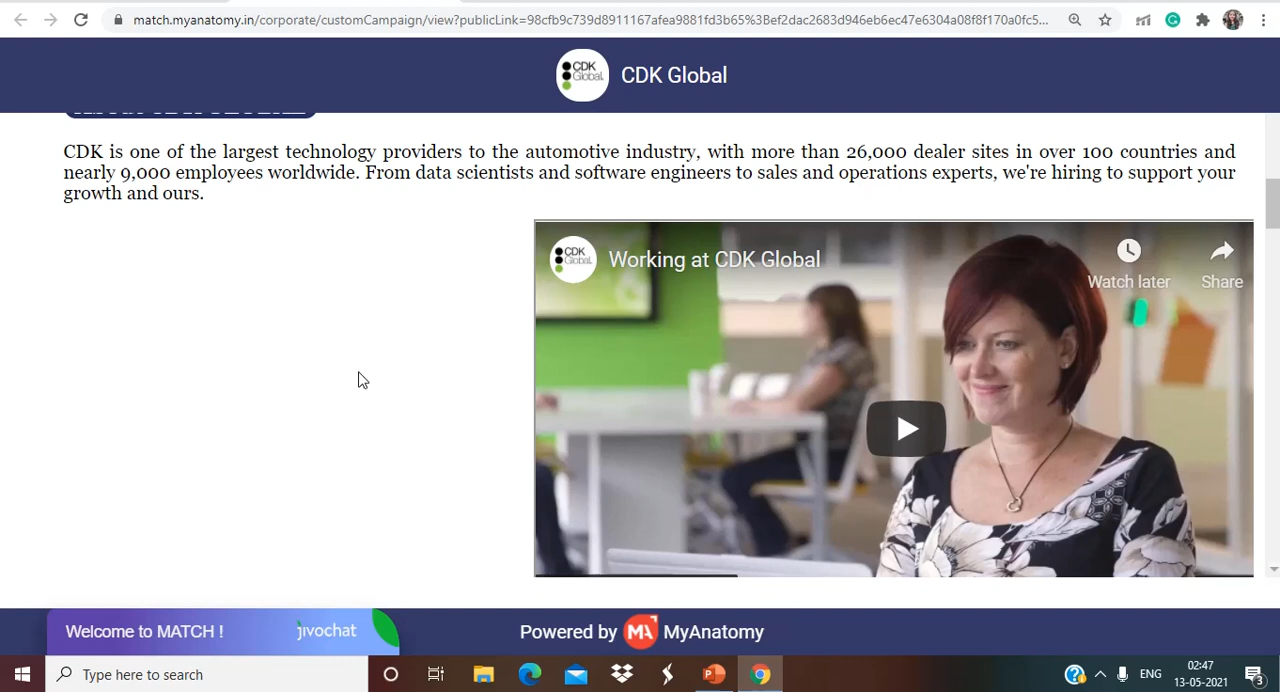 match.myanatomy.in/corporate/customCampaign/view?publicLink=98cfb9c739d8911167afea9881fd3b65%3Bef2dac2683d946eb6ec47e6304a08f8f170a0fc5...
CDK Global
CDK Global
CDK is one of the largest technology providers to the automotive industry, with more than 26,000 dealer sites in over 100 countries and
nearly 9,000 employees worldwide. From data scientists and software engineers to sales and operations experts, we're hiring to support your
growth and ours.
CDK Global
Working at CDK Global
Watch later
Share
Welcome to MATCH !
jivochat
Powered by MA MyAnatomy
Type here to search
ENG
02:47
13-05-2021
3